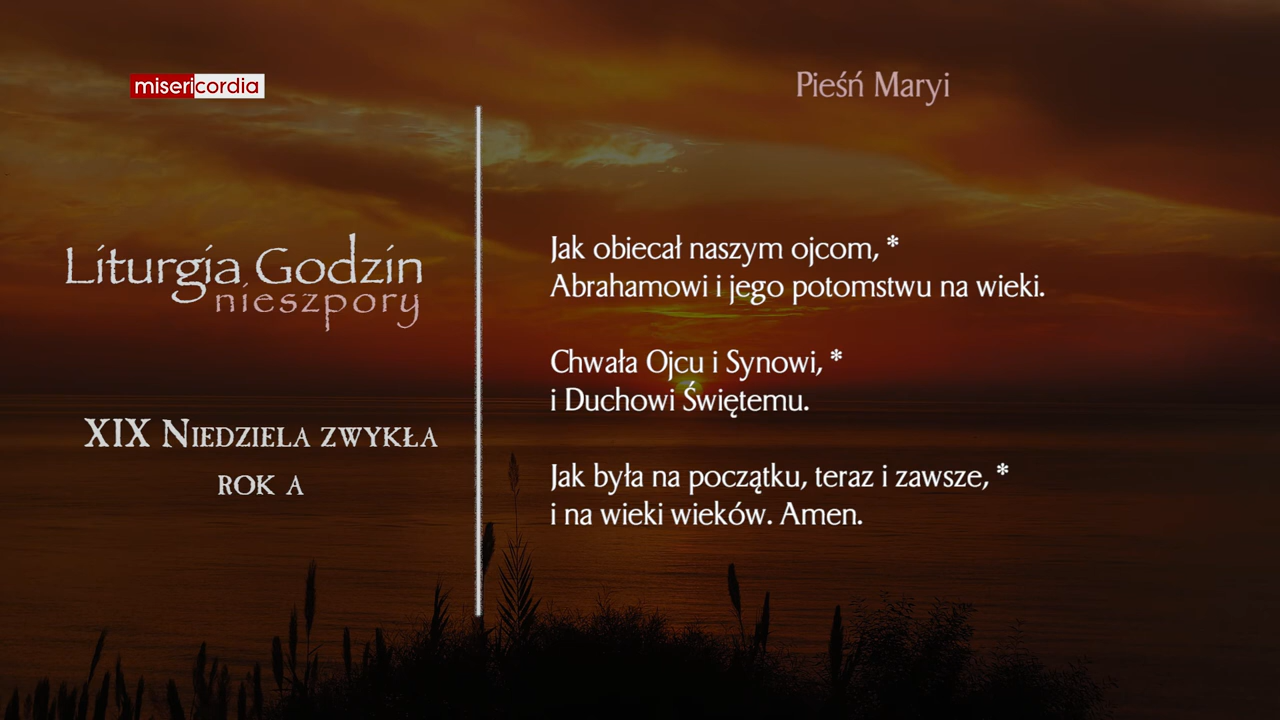 misericordia
Liturgia Godzin
nieszpory
XIX Niedziela zwykła
rok A
Pieśń Maryi
Jak obiecał naszym ojcom, *
Abrahamowi i jego potomstwu na wieki.
Chwała Ojcu i Synowi, *
i Duchowi Świętemu.
Jak była na początku, teraz i zawsze, *
i na wieki wieków. Amen.